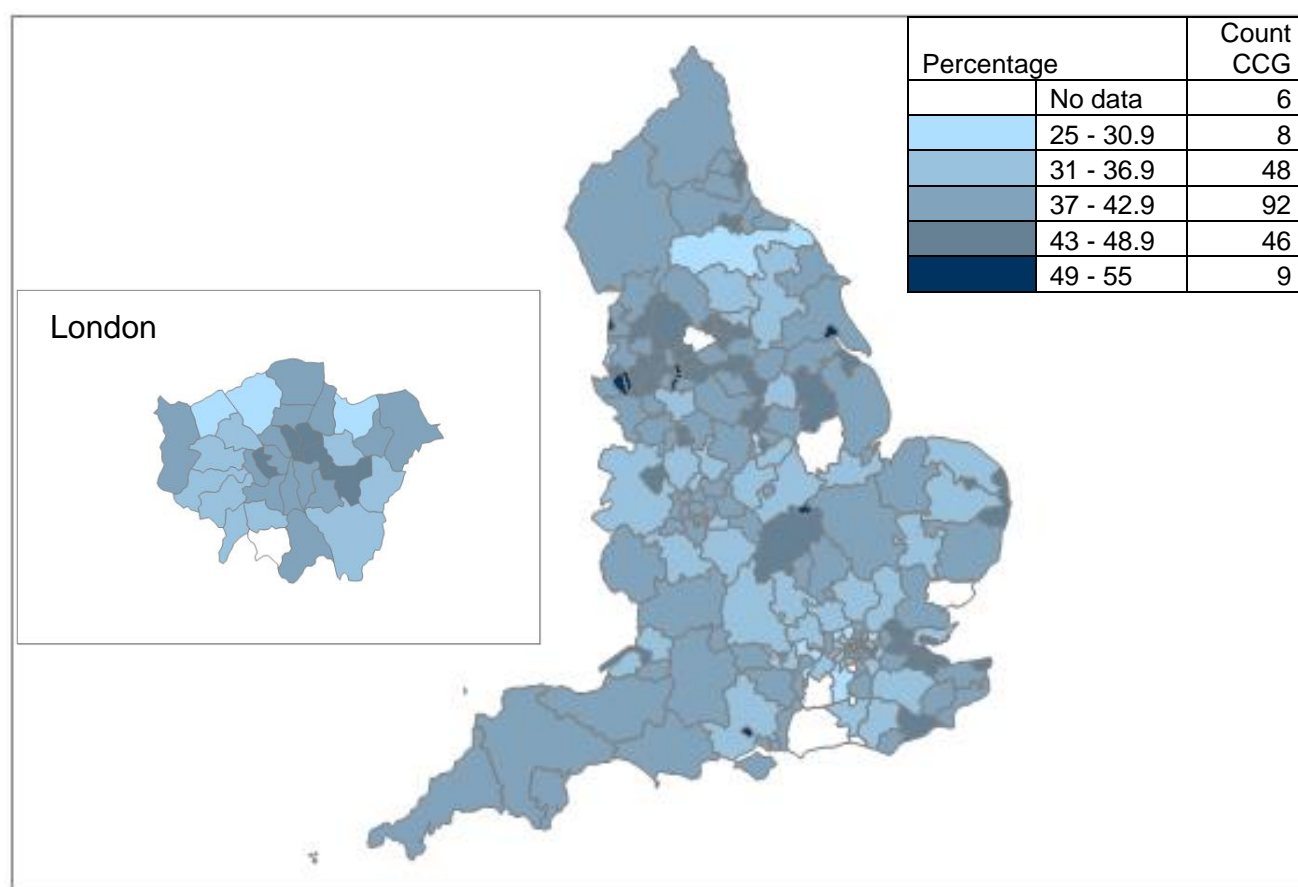 Percentage Count CCG
No data 6
25 - 30.9 8
31 - 36.9 48
37 - 42.9 92
43 - 48.9 46
49 - 55 9
London